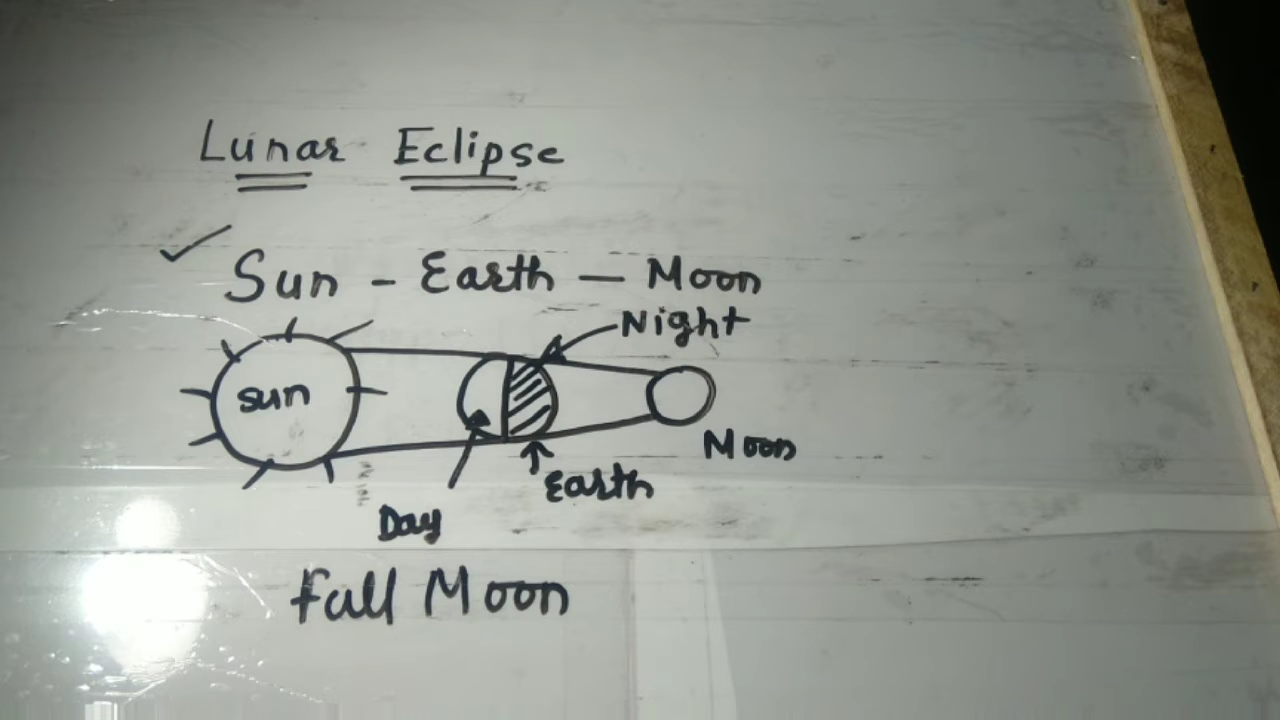 Lunar Eclipse
Sun - Earth - Moon
Night
sun
Moon
Earth
Day
Full Moon